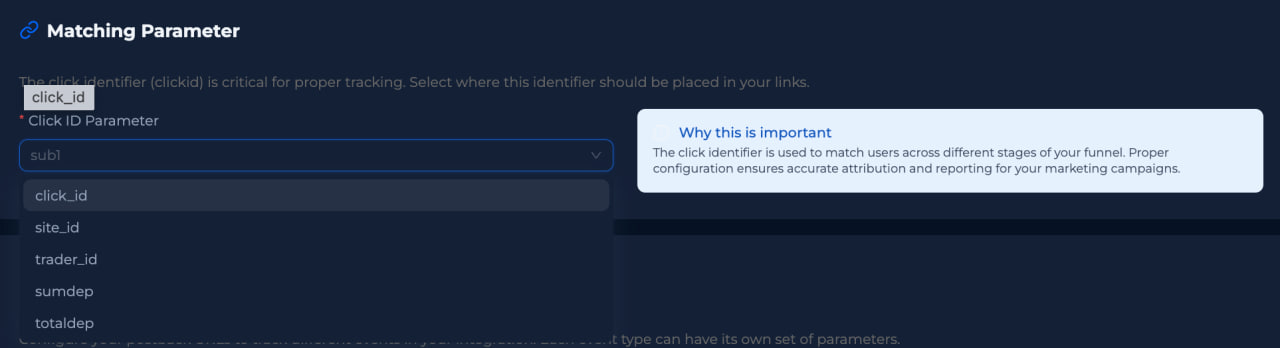 Matching Parameter
The click identifier (clickid) is critical for proper tracking. Select where this identifier should be placed in your links.
click_id
* Click ID Parameter
sub1
Why this is important
The click identifier is used to match users across different stages of your funnel. Proper
configuration ensures accurate attribution and reporting for your marketing campaigns.
click_id
site_id
trader_id
sumdep
totaldep
type can have its own set of parameters.